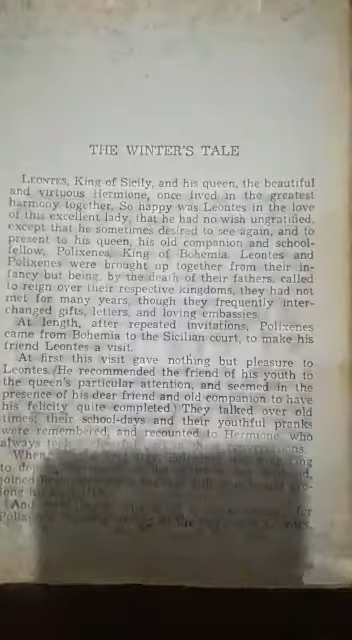 THE WINTER'S TALE
LEONTES, King of Sicily, and his queen, the beautiful
and virtuous Hermione, once lived in the greatest
harmony together. So happy was Leontes in the love
of this excellent lady, that he had no wish ungratified,
except that he sometimes desired to see again, and to
present to his queen, his old companion and school-
fellow, Polixenes, King of Bohemia. Leontes and
Polixenes were brought up together from their in-
fancy but being, by the death of their fathers, called
to reign over their respective kingdoms, they had not
met for many years, though they frequently inter-
changed gifts, letters, and loving embassies.
At length, after repeated invitations, Polixenes
came from Bohemia to the Sicilian court, to make his
friend Leontes a visit.
At first this visit gave nothing but pleasure to
Leontes. He recommended the friend of his youth to
the queen's particular attention, and seemed in the
presence of his dear friend and old companion to have
his felicity quite completed. They talked over old
times; their school-days and their youthful pranks
were remembered, and recounted to Hermione, who
always
When
to
joined
long
And
for